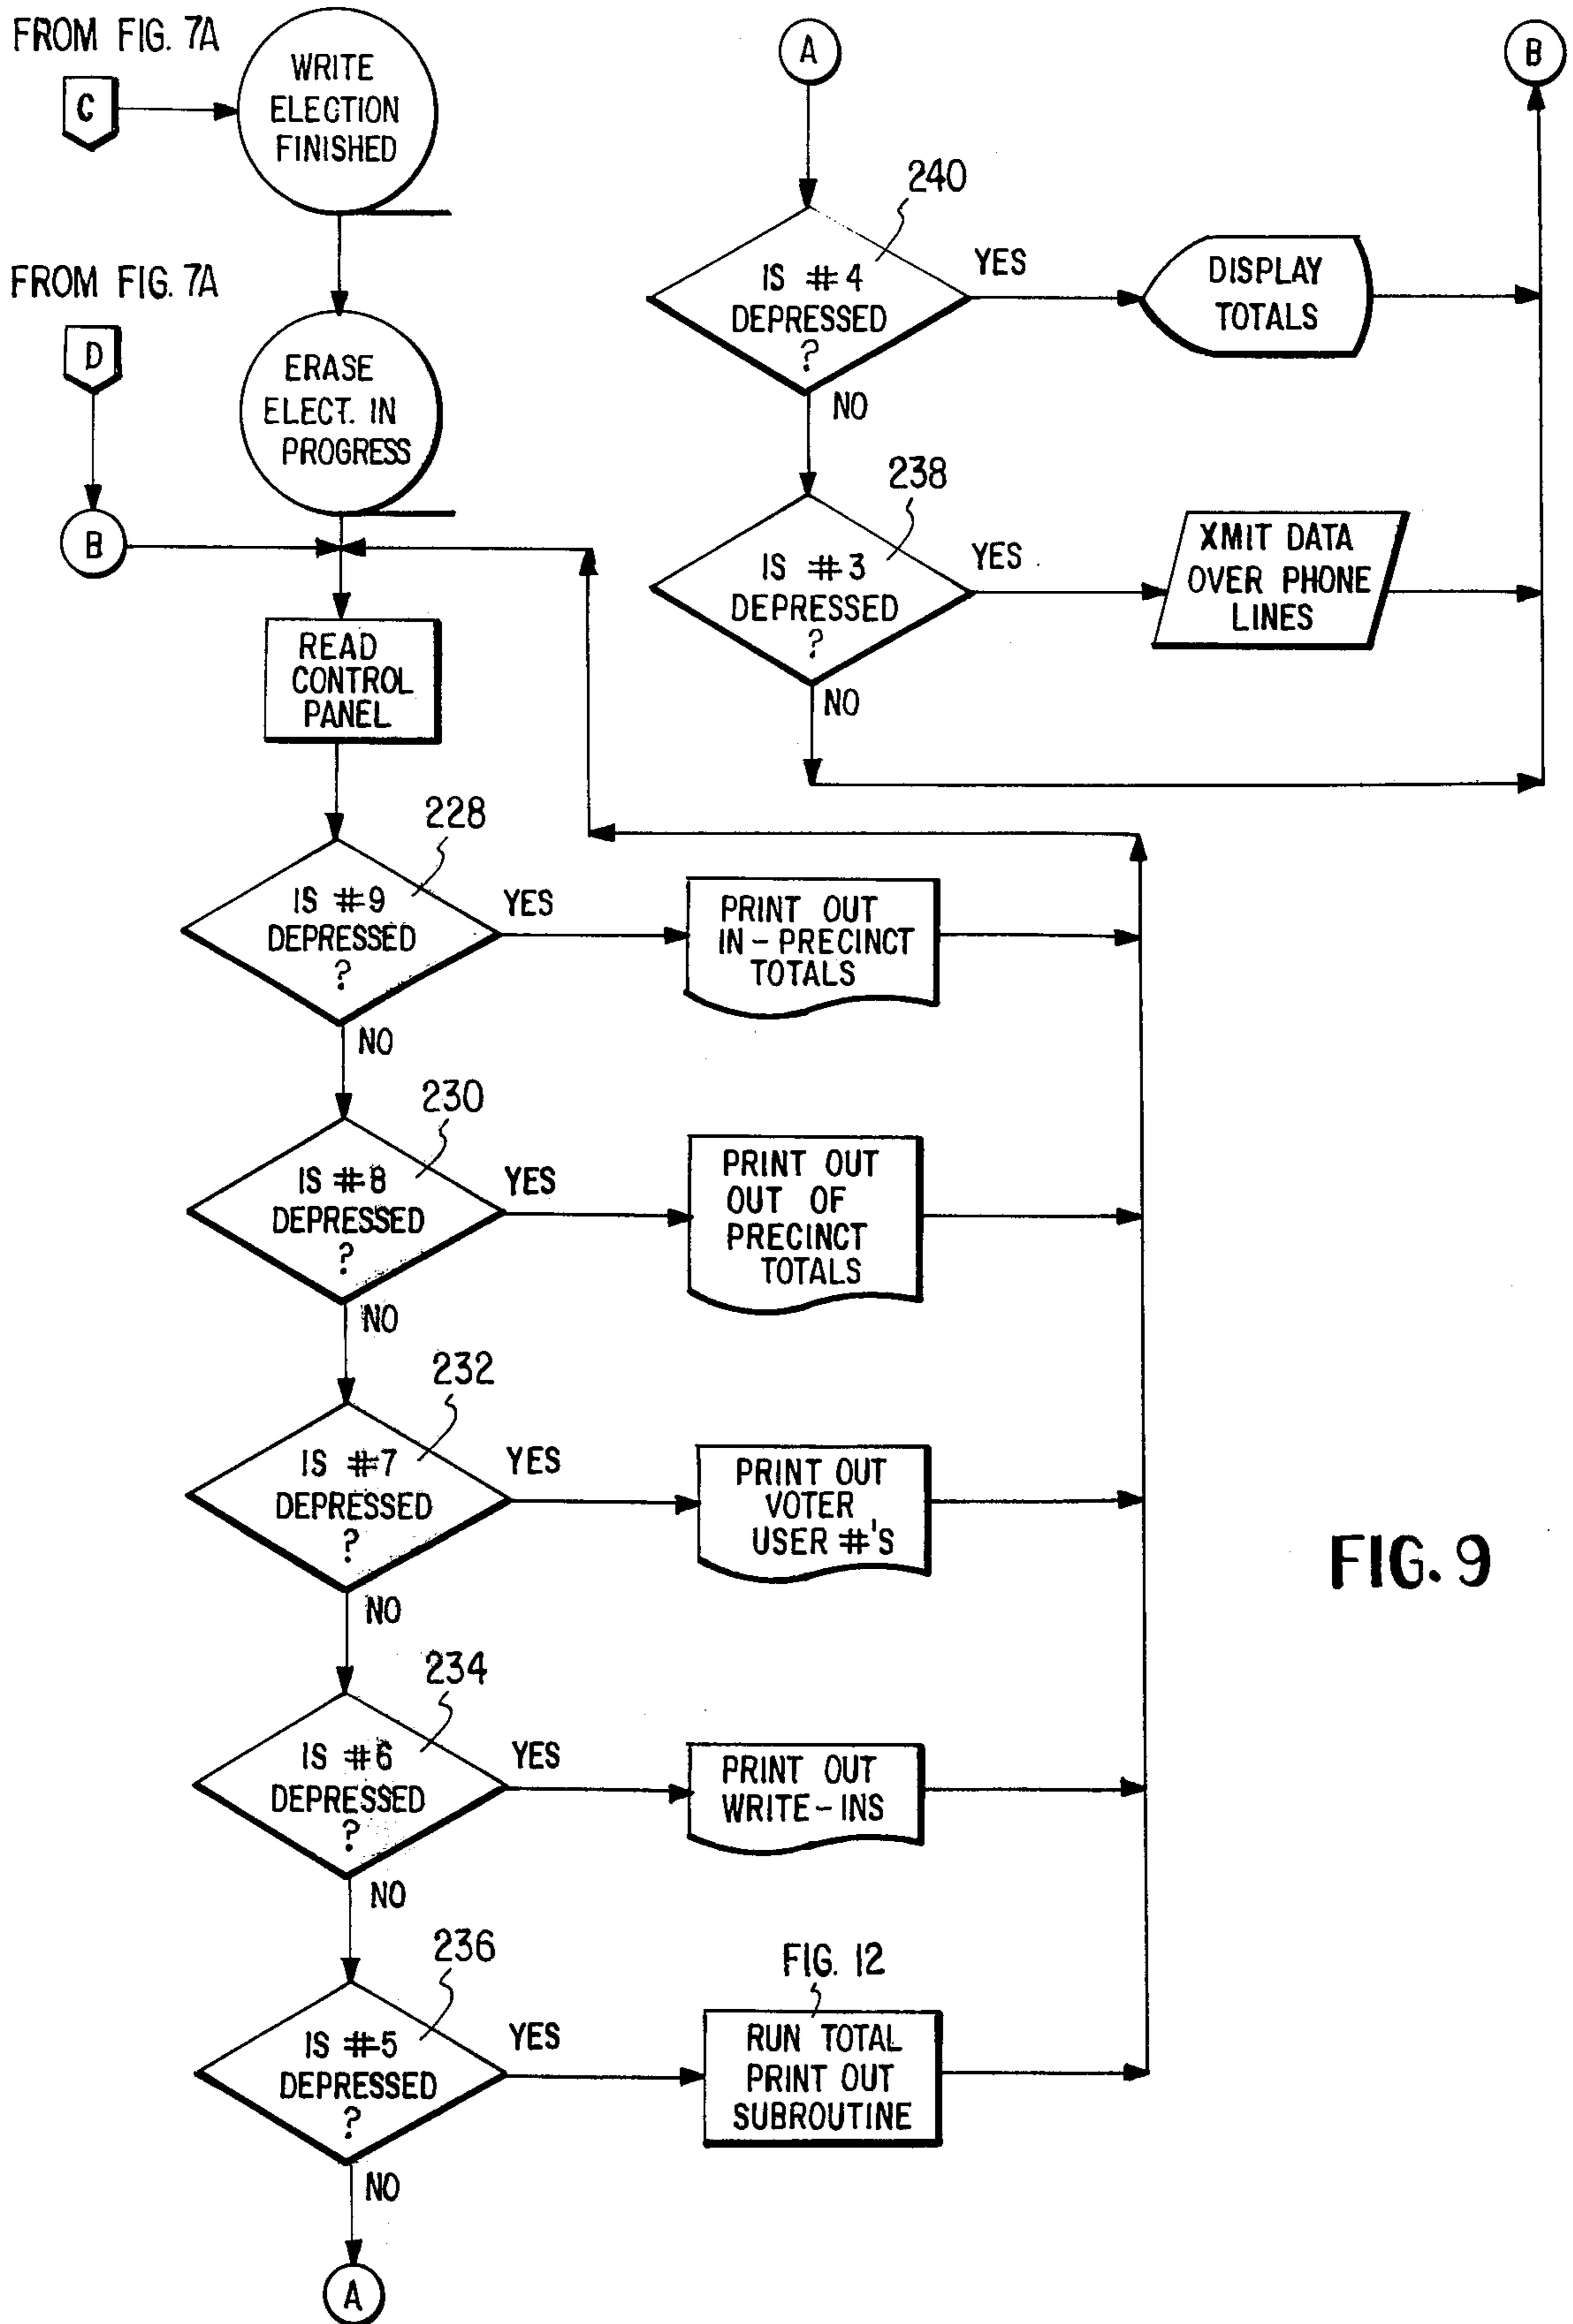 FROM FIG. 7A
C
WRITE
ELECTION
FINISHED
FROM FIG. 7A
D
ERASE
ELECT. IN
PROGRESS
B
READ
CONTROL
PANEL
228
IS #9
DEPRESSED
?
YES
PRINT OUT
IN-PRECINCT
TOTALS
NO
230
IS #8
DEPRESSED
?
YES
PRINT OUT
OUT OF
PRECINCT
TOTALS
NO
232
IS #7
DEPRESSED
?
YES
PRINT OUT
VOTER
USER #'S
NO
234
IS #6
DEPRESSED
?
YES
PRINT OUT
WRITE-INS
NO
236
IS #5
DEPRESSED
?
YES
FIG. 12
RUN TOTAL
PRINT OUT
SUBROUTINE
NO
A
A
B
240
IS #4
DEPRESSED
?
YES
DISPLAY
TOTALS
NO
238
IS #3
DEPRESSED
?
YES
XMIT DATA
OVER PHONE
LINES
NO
FIG. 9